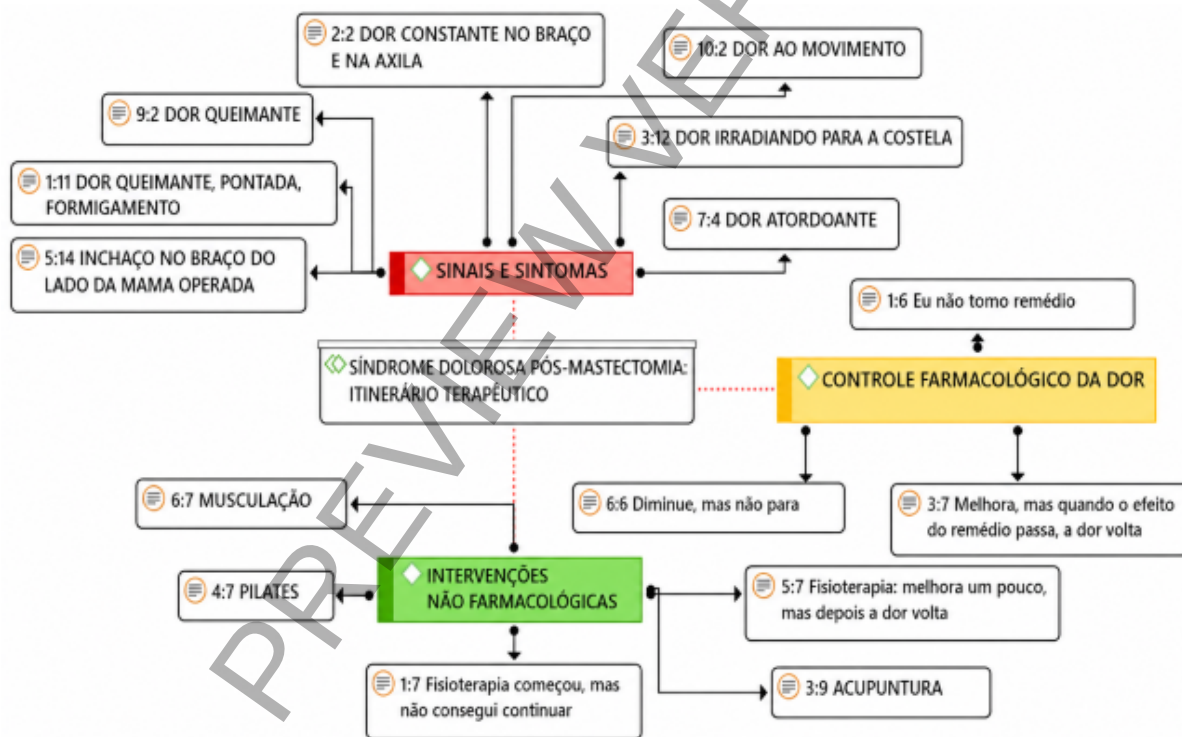 2:2 DOR CONSTANTE NO BRAÇO
E NA AXILA
10:2 DOR AO MOVIMENTO
9:2 DOR QUEIMANTE
3:12 DOR IRRADIANDO PARA A COSTELA
1:11 DOR QUEIMANTE, PONTADA,
FORMIGAMENTO
7:4 DOR ATORDOANTE
5:14 INCHAÇO NO BRAÇO DO
LADO DA MAMA OPERADA
SINAIS E SINTOMAS
1:6 Eu não tomo remédio
SÍNDROME DOLOROSA PÓS-MASTECTOMIA:
ITINERÁRIO TERAPÊUTICO
CONTROLE FARMACOLÓGICO DA DOR
6:7 MUSCULAÇÃO
6:6 Diminue, mas não para
3:7 Melhora, mas quando o efeito
do remédio passa, a dor volta
4:7 PILATES
INTERVENÇÕES
NÃO FARMACOLÓGICAS
5:7 Fisioterapia: melhora um pouco,
mas depois a dor volta
1:7 Fisioterapia começou, mas
não consegui continuar
3:9 ACUPUNTURA